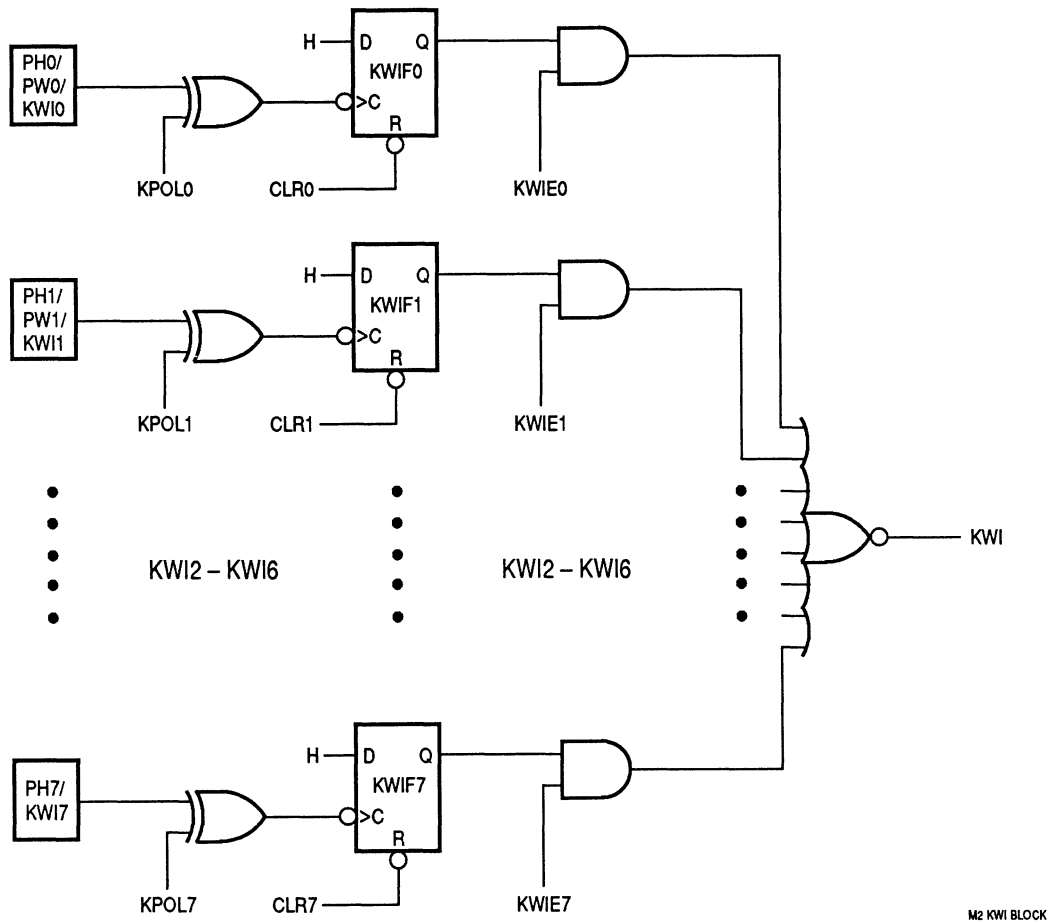 PH0/
PW0/
KWI0
H
D
Q
KWIF0
>C
R
KPOL0
CLR0
KWIE0
PH1/
PW1/
KWI1
H
D
Q
KWIF1
>C
R
KPOL1
CLR1
KWIE1
KWI2 – KWI6
KWI2 – KWI6
KWI
PH7/
KWI7
H
D
Q
KWIF7
>C
R
KPOL7
CLR7
KWIE7
M2 KWI BLOCK